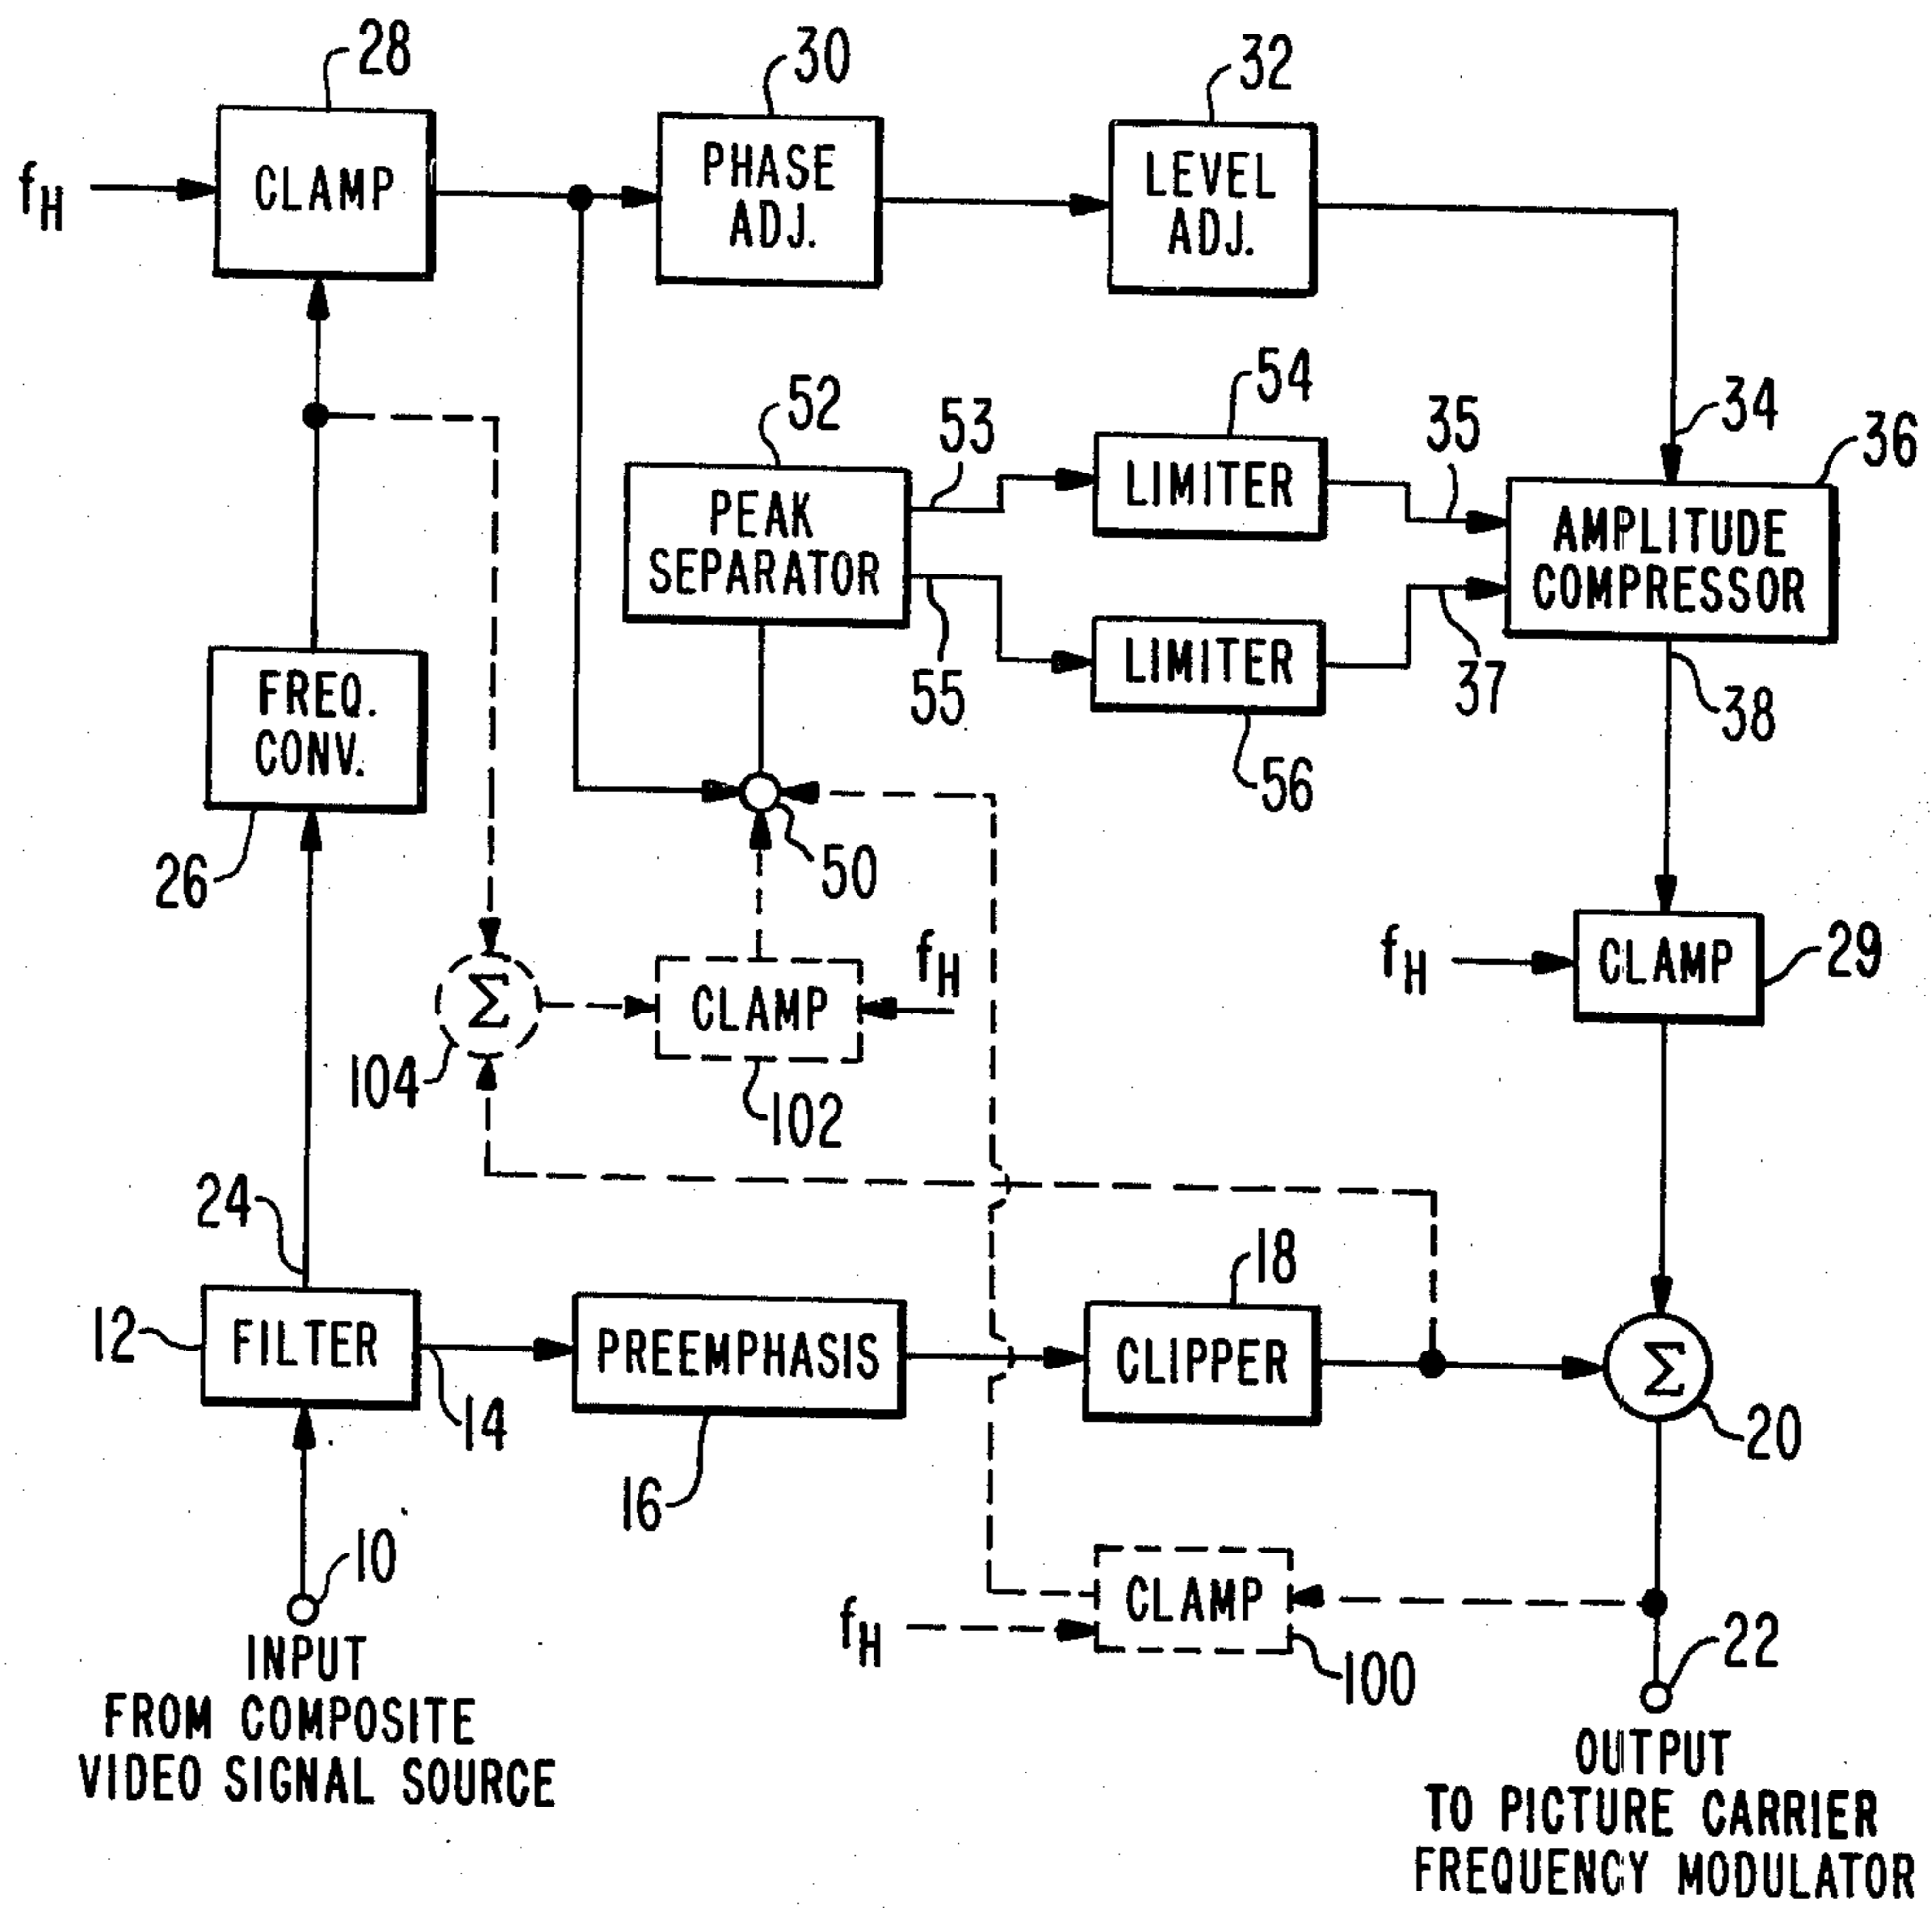 28
30
32
f_H
CLAMP
PHASE
ADJ.
LEVEL
ADJ.
34
36
52
53
54
35
PEAK
SEPARATOR
LIMITER
AMPLITUDE
COMPRESSOR
55
LIMITER
37
38
56
FREQ.
CONV.
26
50
f_H
Σ
CLAMP
104
102
f_H
CLAMP
29
24
18
12
FILTER
PREEMPHASIS
CLIPPER
Σ
14
16
20
10
f_H
CLAMP
100
22
INPUT
FROM COMPOSITE
VIDEO SIGNAL SOURCE
OUTPUT
TO PICTURE CARRIER
FREQUENCY MODULATOR